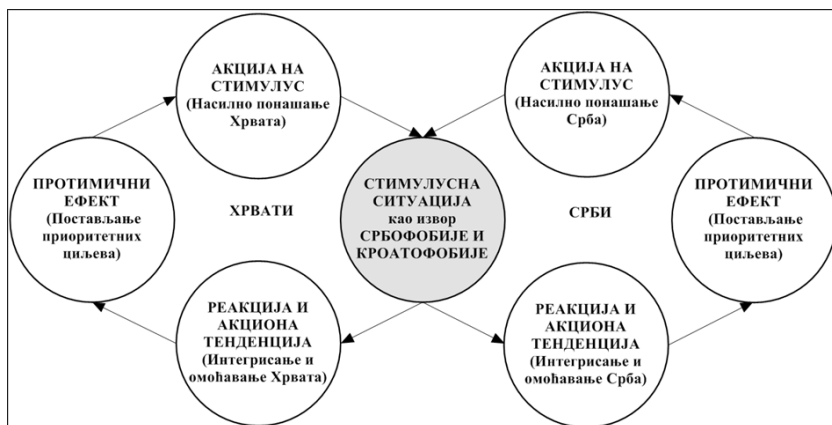 АКЦИЈА НА
СТИМУЛУС
(Насилно понашање
Хрвата)
АКЦИЈА НА
СТИМУЛУС
(Насилно понашање
Срба)
ПРОТИМИЧНИ
ЕФЕКТ
(Постављање
приоритетних
циљева)
ХРВАТИ
СТИМУЛУСНА
СИТУАЦИЈА
као извор
СРБОФОБИЈЕ И
КРОАТОФОБИЈЕ
СРБИ
ПРОТИМИЧНИ
ЕФЕКТ
(Постављање
приоритетних
циљева)
РЕАКЦИЈА И
АКЦИОНА
ТЕНДЕНЦИЈА
(Интегрисање и
омоћавање Хрвата)
РЕАКЦИЈА И
АКЦИОНА
ТЕНДЕНЦИЈА
(Интегрисање и
омоћавање Срба)